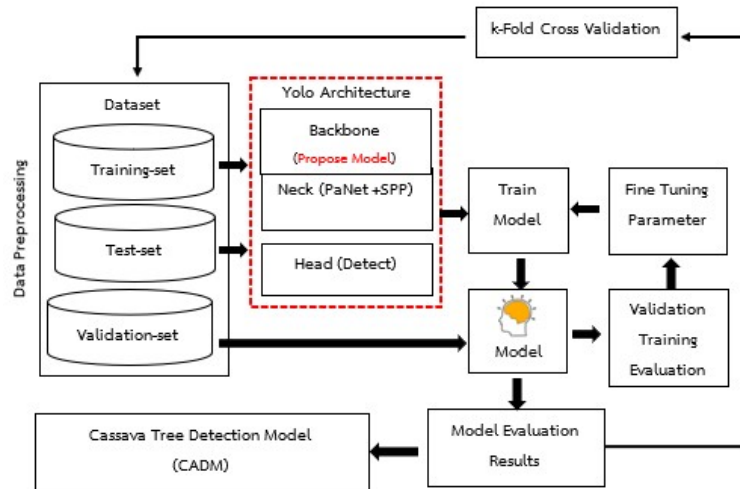 k-Fold Cross Validation
Data Preprocessing
Dataset
Training-set
Test-set
Validation-set
Yolo Architecture
Backbone
(Propose Model)
Neck (PaNet +SPP)
Head (Detect)
Train
Model
Fine Tuning
Parameter
Model
Validation
Training
Evaluation
Cassava Tree Detection Model
(CADM)
Model Evaluation
Results